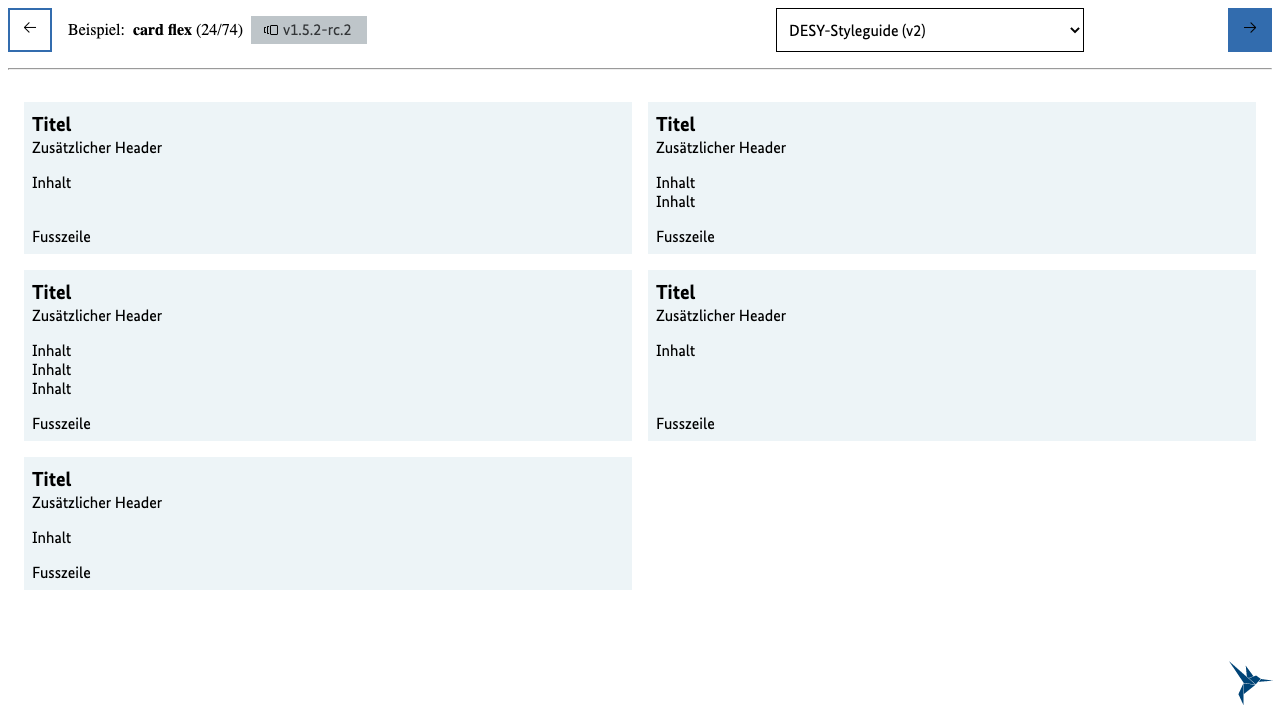 Beispiel: card flex (24/74) v1.5.2-rc.2
DESY-Styleguide (v2)
Titel
Zusätzlicher Header
Inhalt
Fusszeile
Titel
Zusätzlicher Header
Inhalt
Inhalt
Fusszeile
Titel
Zusätzlicher Header
Inhalt
Inhalt
Inhalt
Fusszeile
Titel
Zusätzlicher Header
Inhalt
Fusszeile
Titel
Zusätzlicher Header
Inhalt
Fusszeile